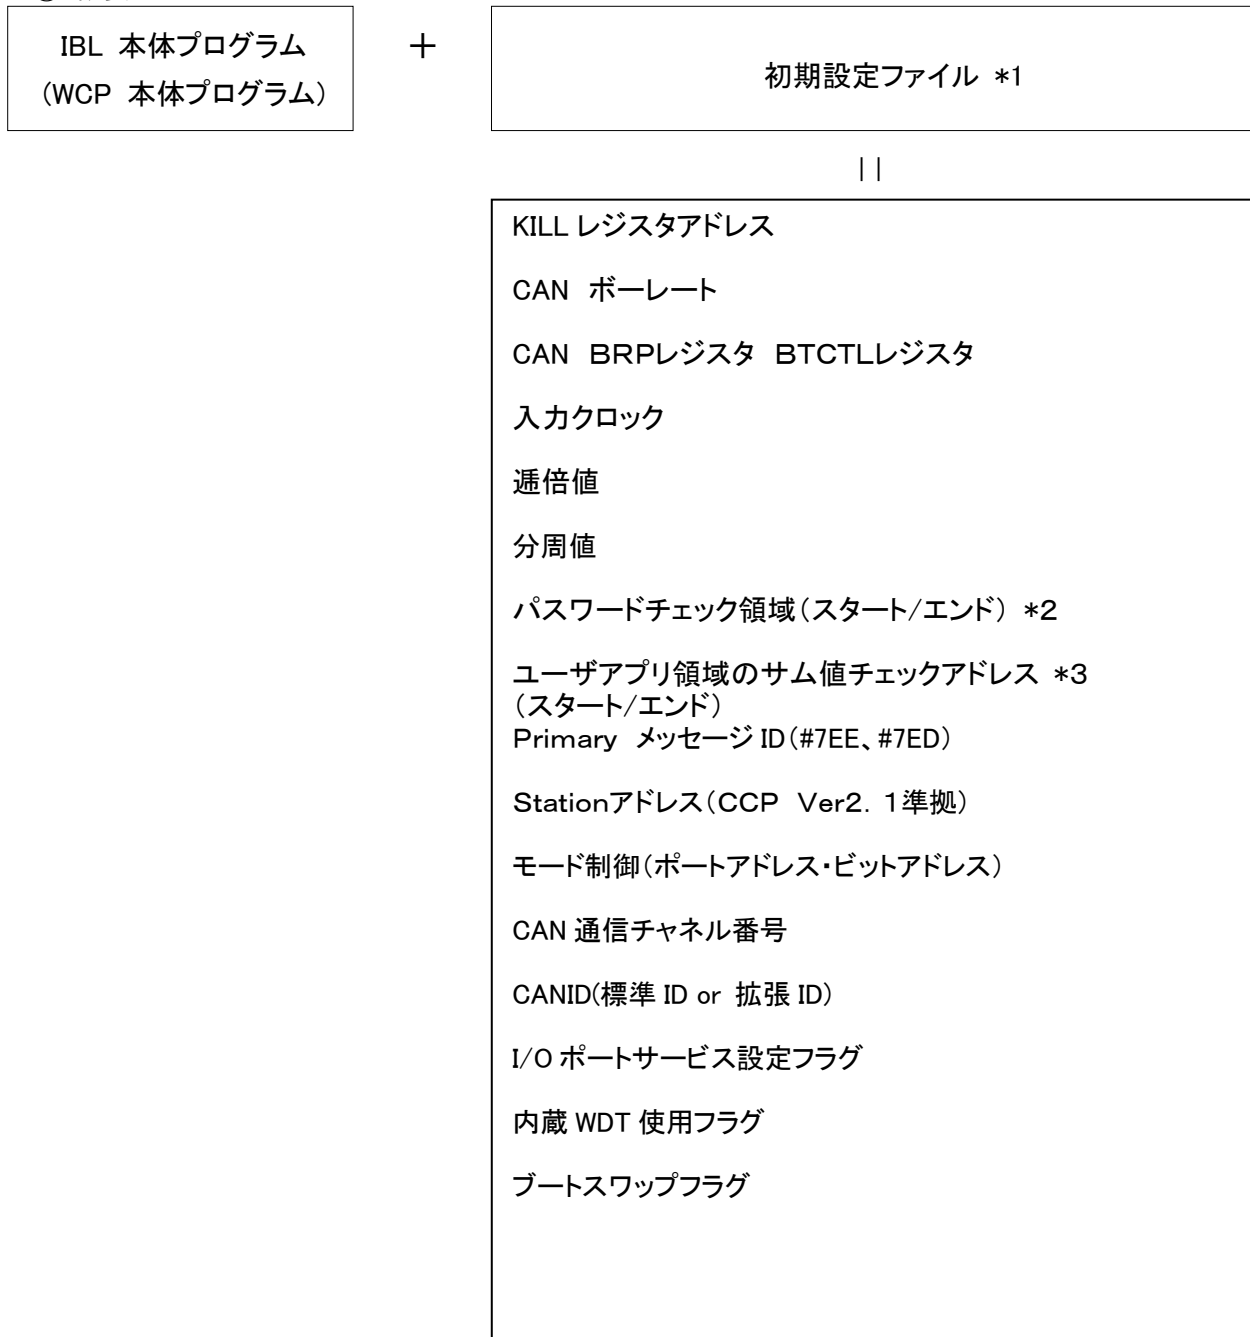 IBL 本体プログラム
(WCP 本体プログラム)
+
初期設定ファイル *1
||
KILL レジスタアドレス
CAN ボーレート
CAN BRPレジスタ BTCTLレジスタ
入力クロック
逓倍値
分周値
パスワードチェック領域(スタート/エンド) *2
ユーザアプリ領域のサム値チェックアドレス *3
(スタート/エンド)
Primary メッセージ ID(#7EE、#7ED)
Stationアドレス(CCP Ver2. 1準拠)
モード制御(ポートアドレス・ビットアドレス)
CAN 通信チャネル番号
CANID(標準 ID or 拡張 ID)
I/O ポートサービス設定フラグ
内蔵 WDT 使用フラグ
ブートスワップフラグ